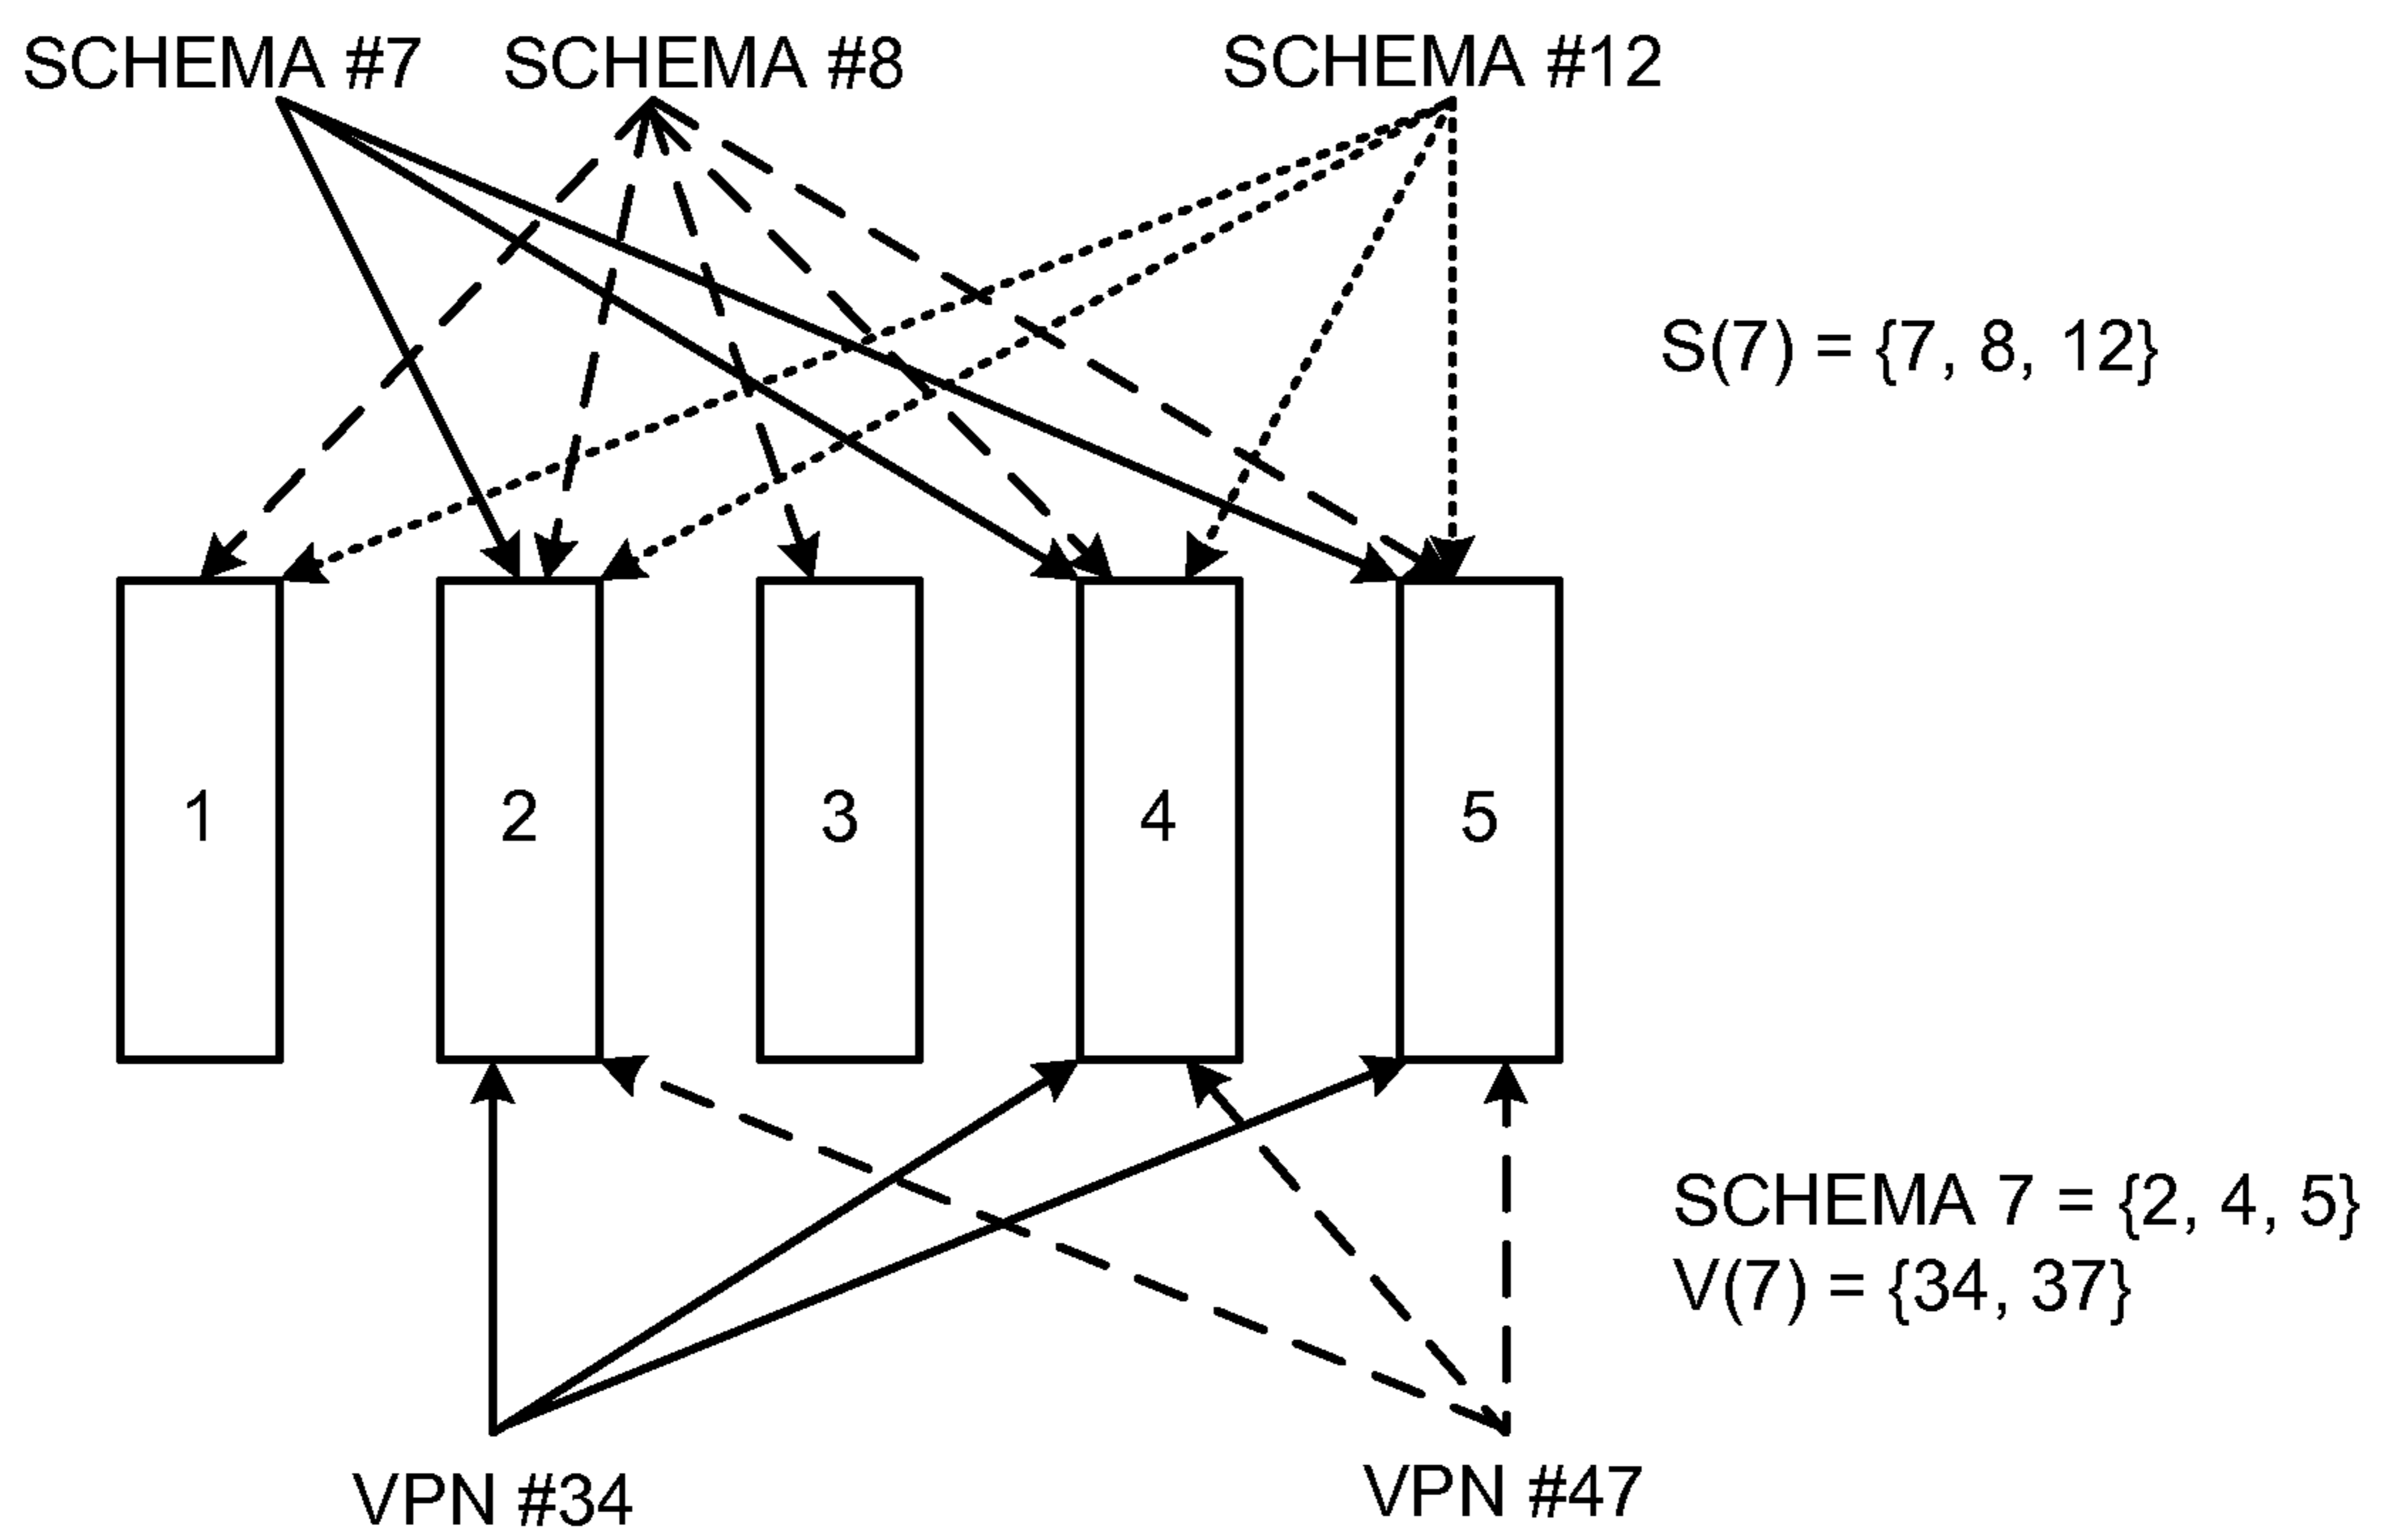 SCHEMA #7
SCHEMA #8
SCHEMA #12
S(7) = {7, 8, 12}
1
2
3
4
5
SCHEMA 7 = {2, 4, 5}
V(7) = {34, 37}
VPN #34
VPN #47